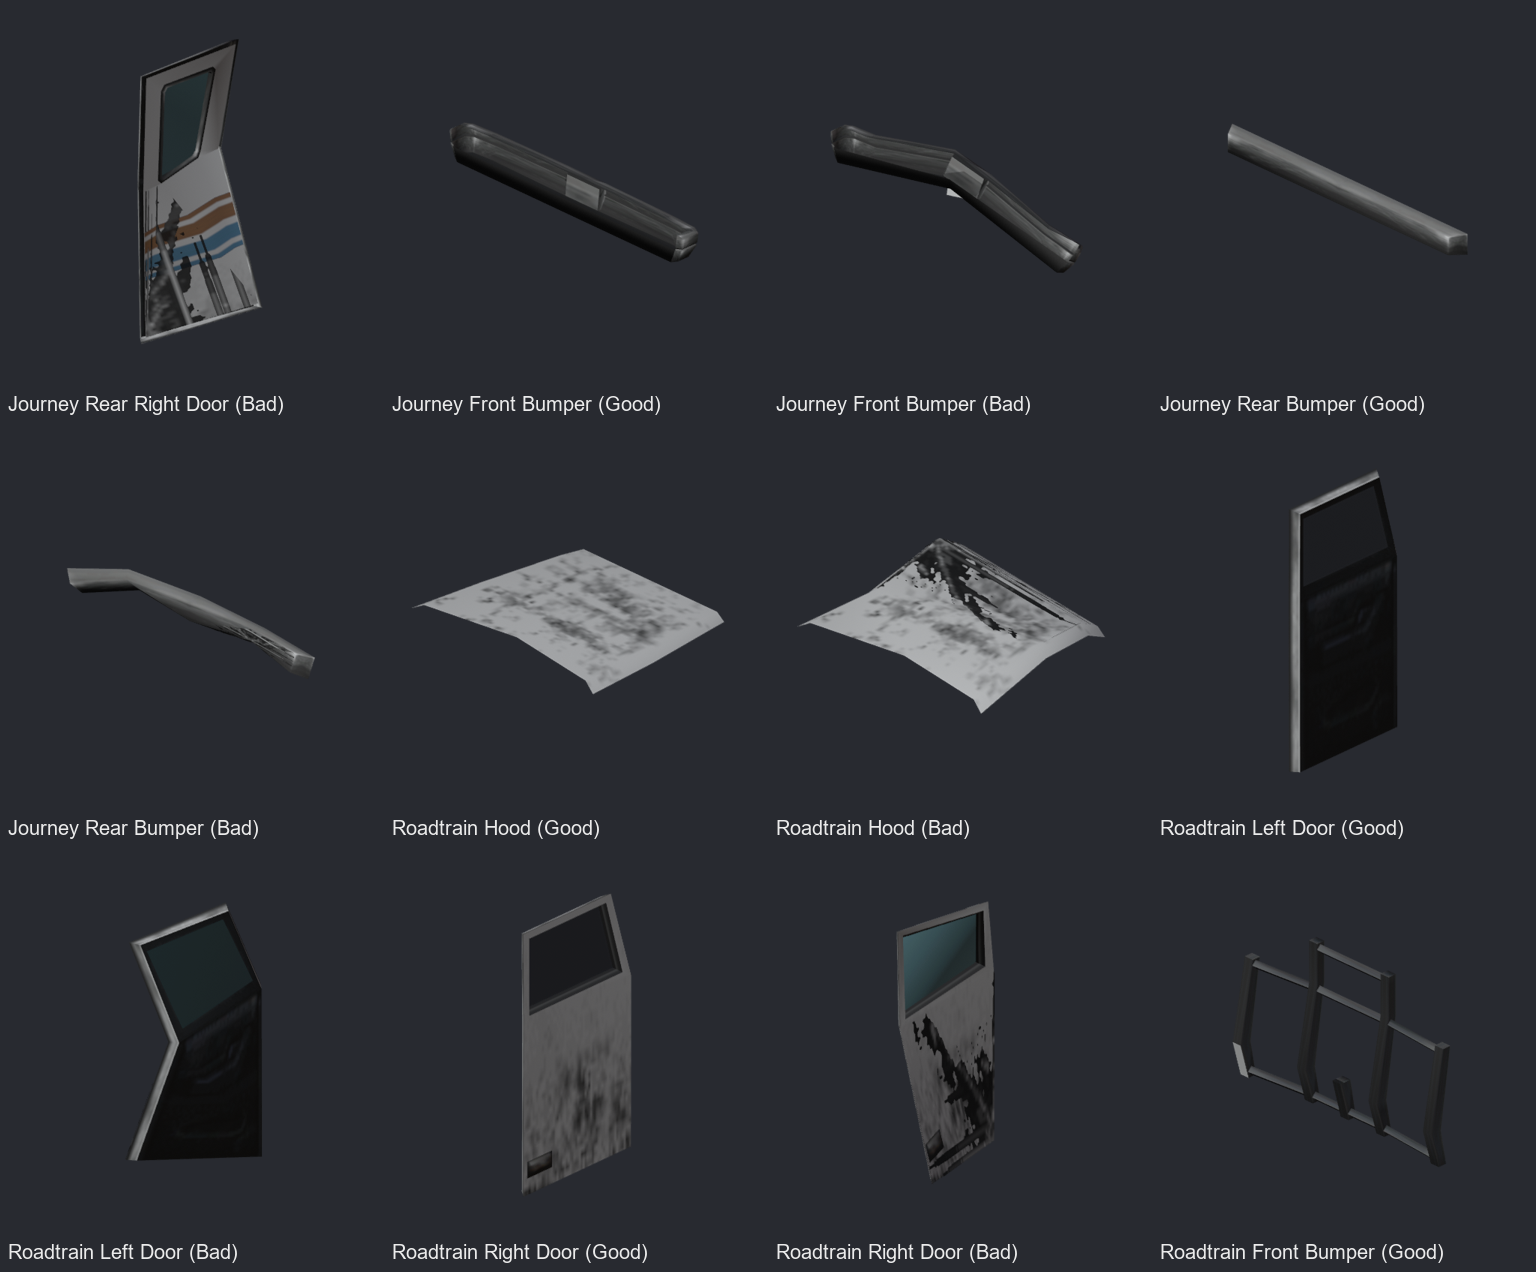 Journey Rear Right Door (Bad)
Journey Front Bumper (Good)
Journey Front Bumper (Bad)
Journey Rear Bumper (Good)
Journey Rear Bumper (Bad)
Roadtrain Hood (Good)
Roadtrain Hood (Bad)
Roadtrain Left Door (Good)
Roadtrain Left Door (Bad)
Roadtrain Right Door (Good)
Roadtrain Right Door (Bad)
Roadtrain Front Bumper (Good)